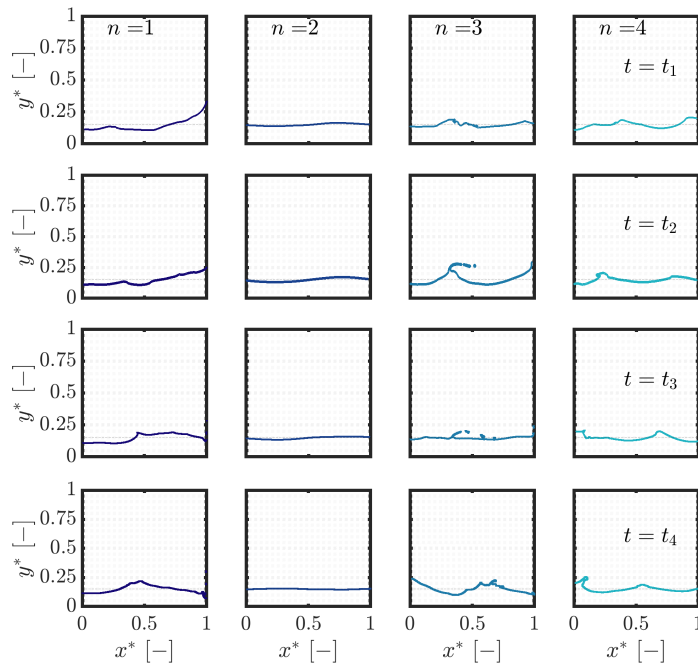 n =1 n =2 n =3 n =4
1
0.75
0.5
0.25
0
y* [−]
t = t₁
1
0.75
0.5
0.25
0
y* [−]
t = t₂
1
0.75
0.5
0.25
0
y* [−]
t = t₃
1
0.75
0.5
0.25
0
y* [−]
t = t₄
0 0.5 1 0 0.5 1 0 0.5 1 0 0.5 1
x* [−] x* [−] x* [−] x* [−]